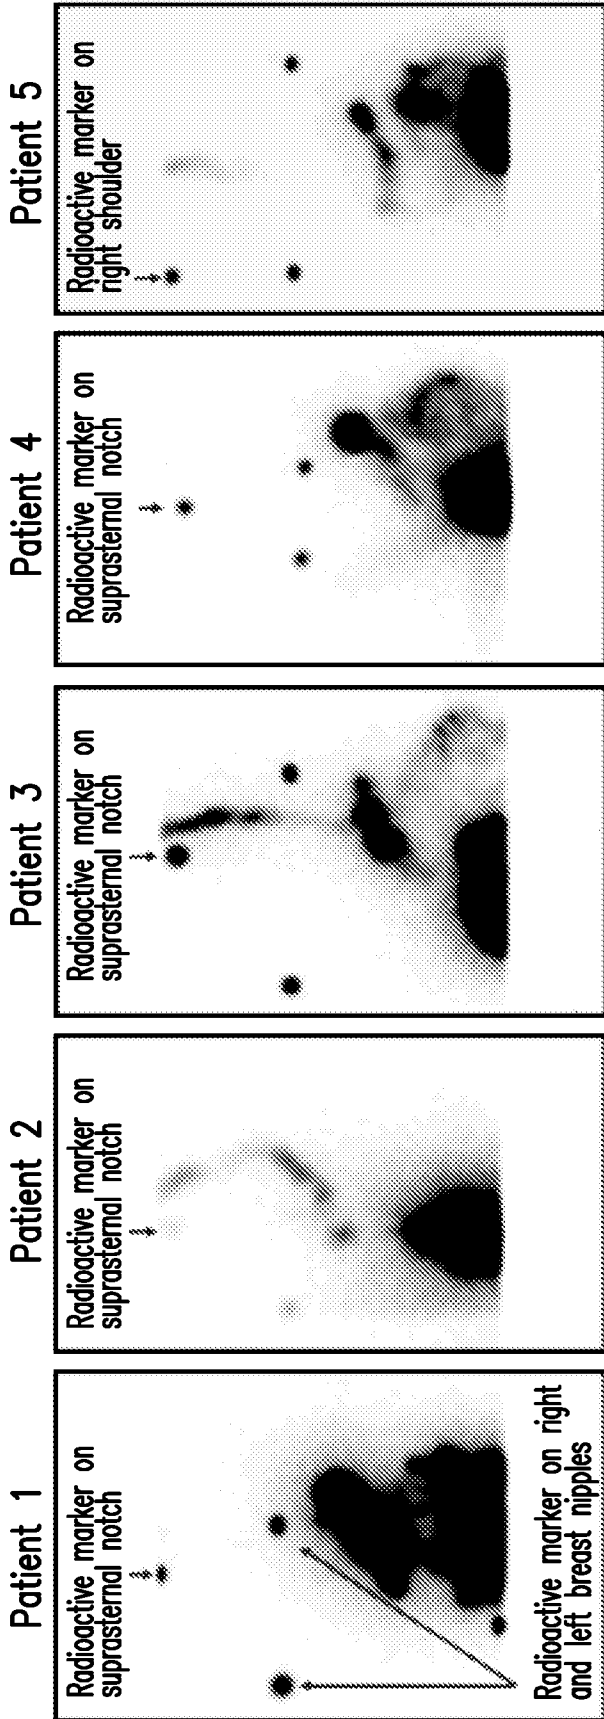 Patient 1
Radioactive marker on
suprasternal notch
Radioactive marker on right
and left breast nipples
Patient 2
Radioactive marker on
suprasternal notch
Patient 3
Radioactive marker on
suprasternal notch
Patient 4
Radioactive marker on
suprasternal notch
Patient 5
Radioactive marker on
right shoulder